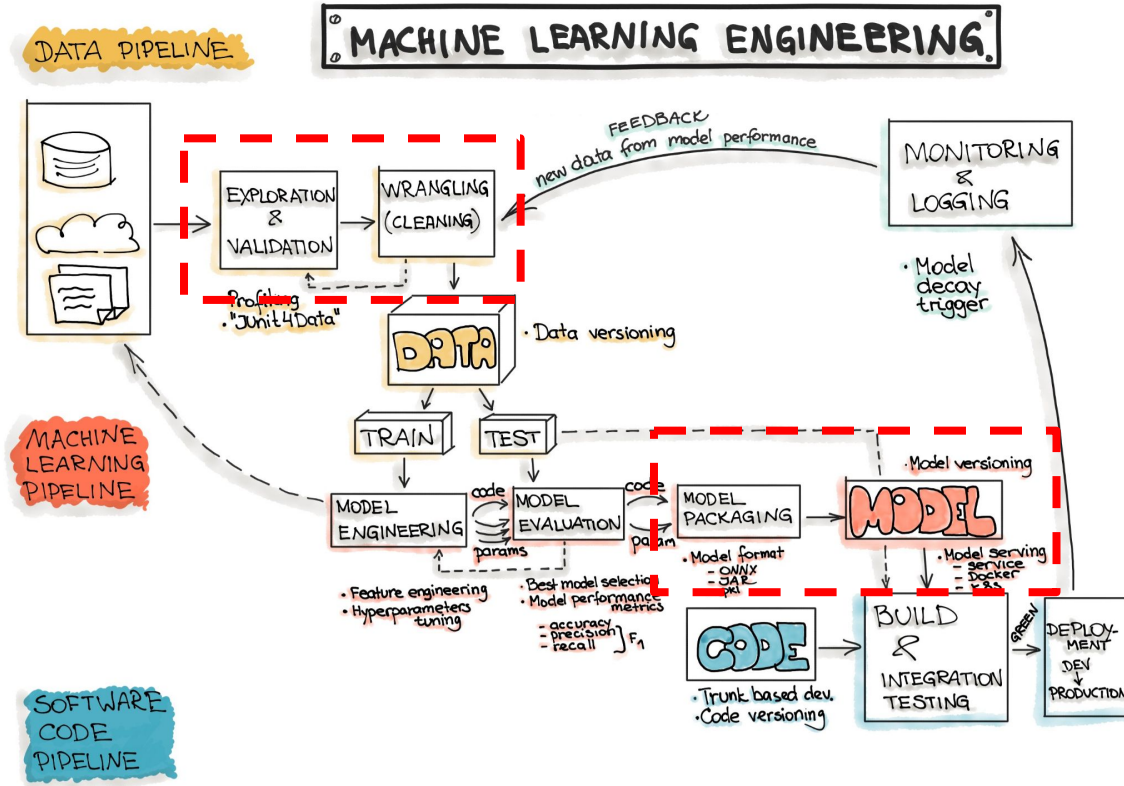 DATA PIPELINE
MACHINE LEARNING ENGINEERING
EXPLORATION
&
VALIDATION
WRANGLING
(CLEANING)
FEEDBACK
new data from model performance
MONITORING
&
LOGGING
• Model
decay
trigger
Profiling
• "JUnit4Data"
DATA
• Data versioning
TRAIN
TEST
MACHINE
LEARNING
PIPELINE
MODEL
ENGINEERING
code
params
MODEL
EVALUATION
code
param
MODEL
PACKAGING
• Model versioning
MODEL
• Feature engineering
• Hyperparameters
tuning
• Best model selection
• Model performance
metrics
- accuracy
- precision
- recall
F1
• Model format
- ONNX
- JAR
- pkl
• Model serving
- service
- Docker
- K8S
CODE
• Trunk based dev.
• Code versioning
BUILD
&
INTEGRATION
TESTING
GREEN
DEPLOY-
MENT
DEV
PRODUCTION
SOFTWARE
CODE
PIPELINE